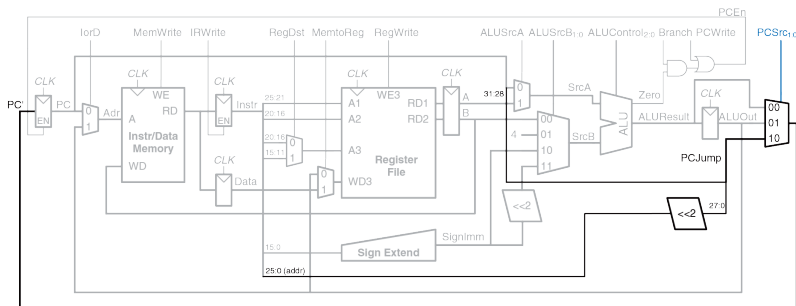 PCEn
IorD MemWrite IRWrite RegDst MemtoReg RegWrite ALUSrcA ALUSrcB1:0 ALUControl2:0 Branch PCWrite PCSrc1:0
CLK CLK CLK CLK CLK CLK
PC' PC EN 0 1 Adr WE A RD EN Instr 25:21 A1 WE3 RD1 A 31:28 0 1 SrcA Zero 00
20:16 A2 RD2 B 00 ALUResult ALUOut 01
Instr/Data
Memory
4 01 SrcB ALU 10
20:16 0 A3 10
15:11 1 Register
File
11
PCJump
WD CLK Data 0 1 WD3
<<2 <<2 27:0
SignImm
15:0 Sign Extend
25:0 (addr)